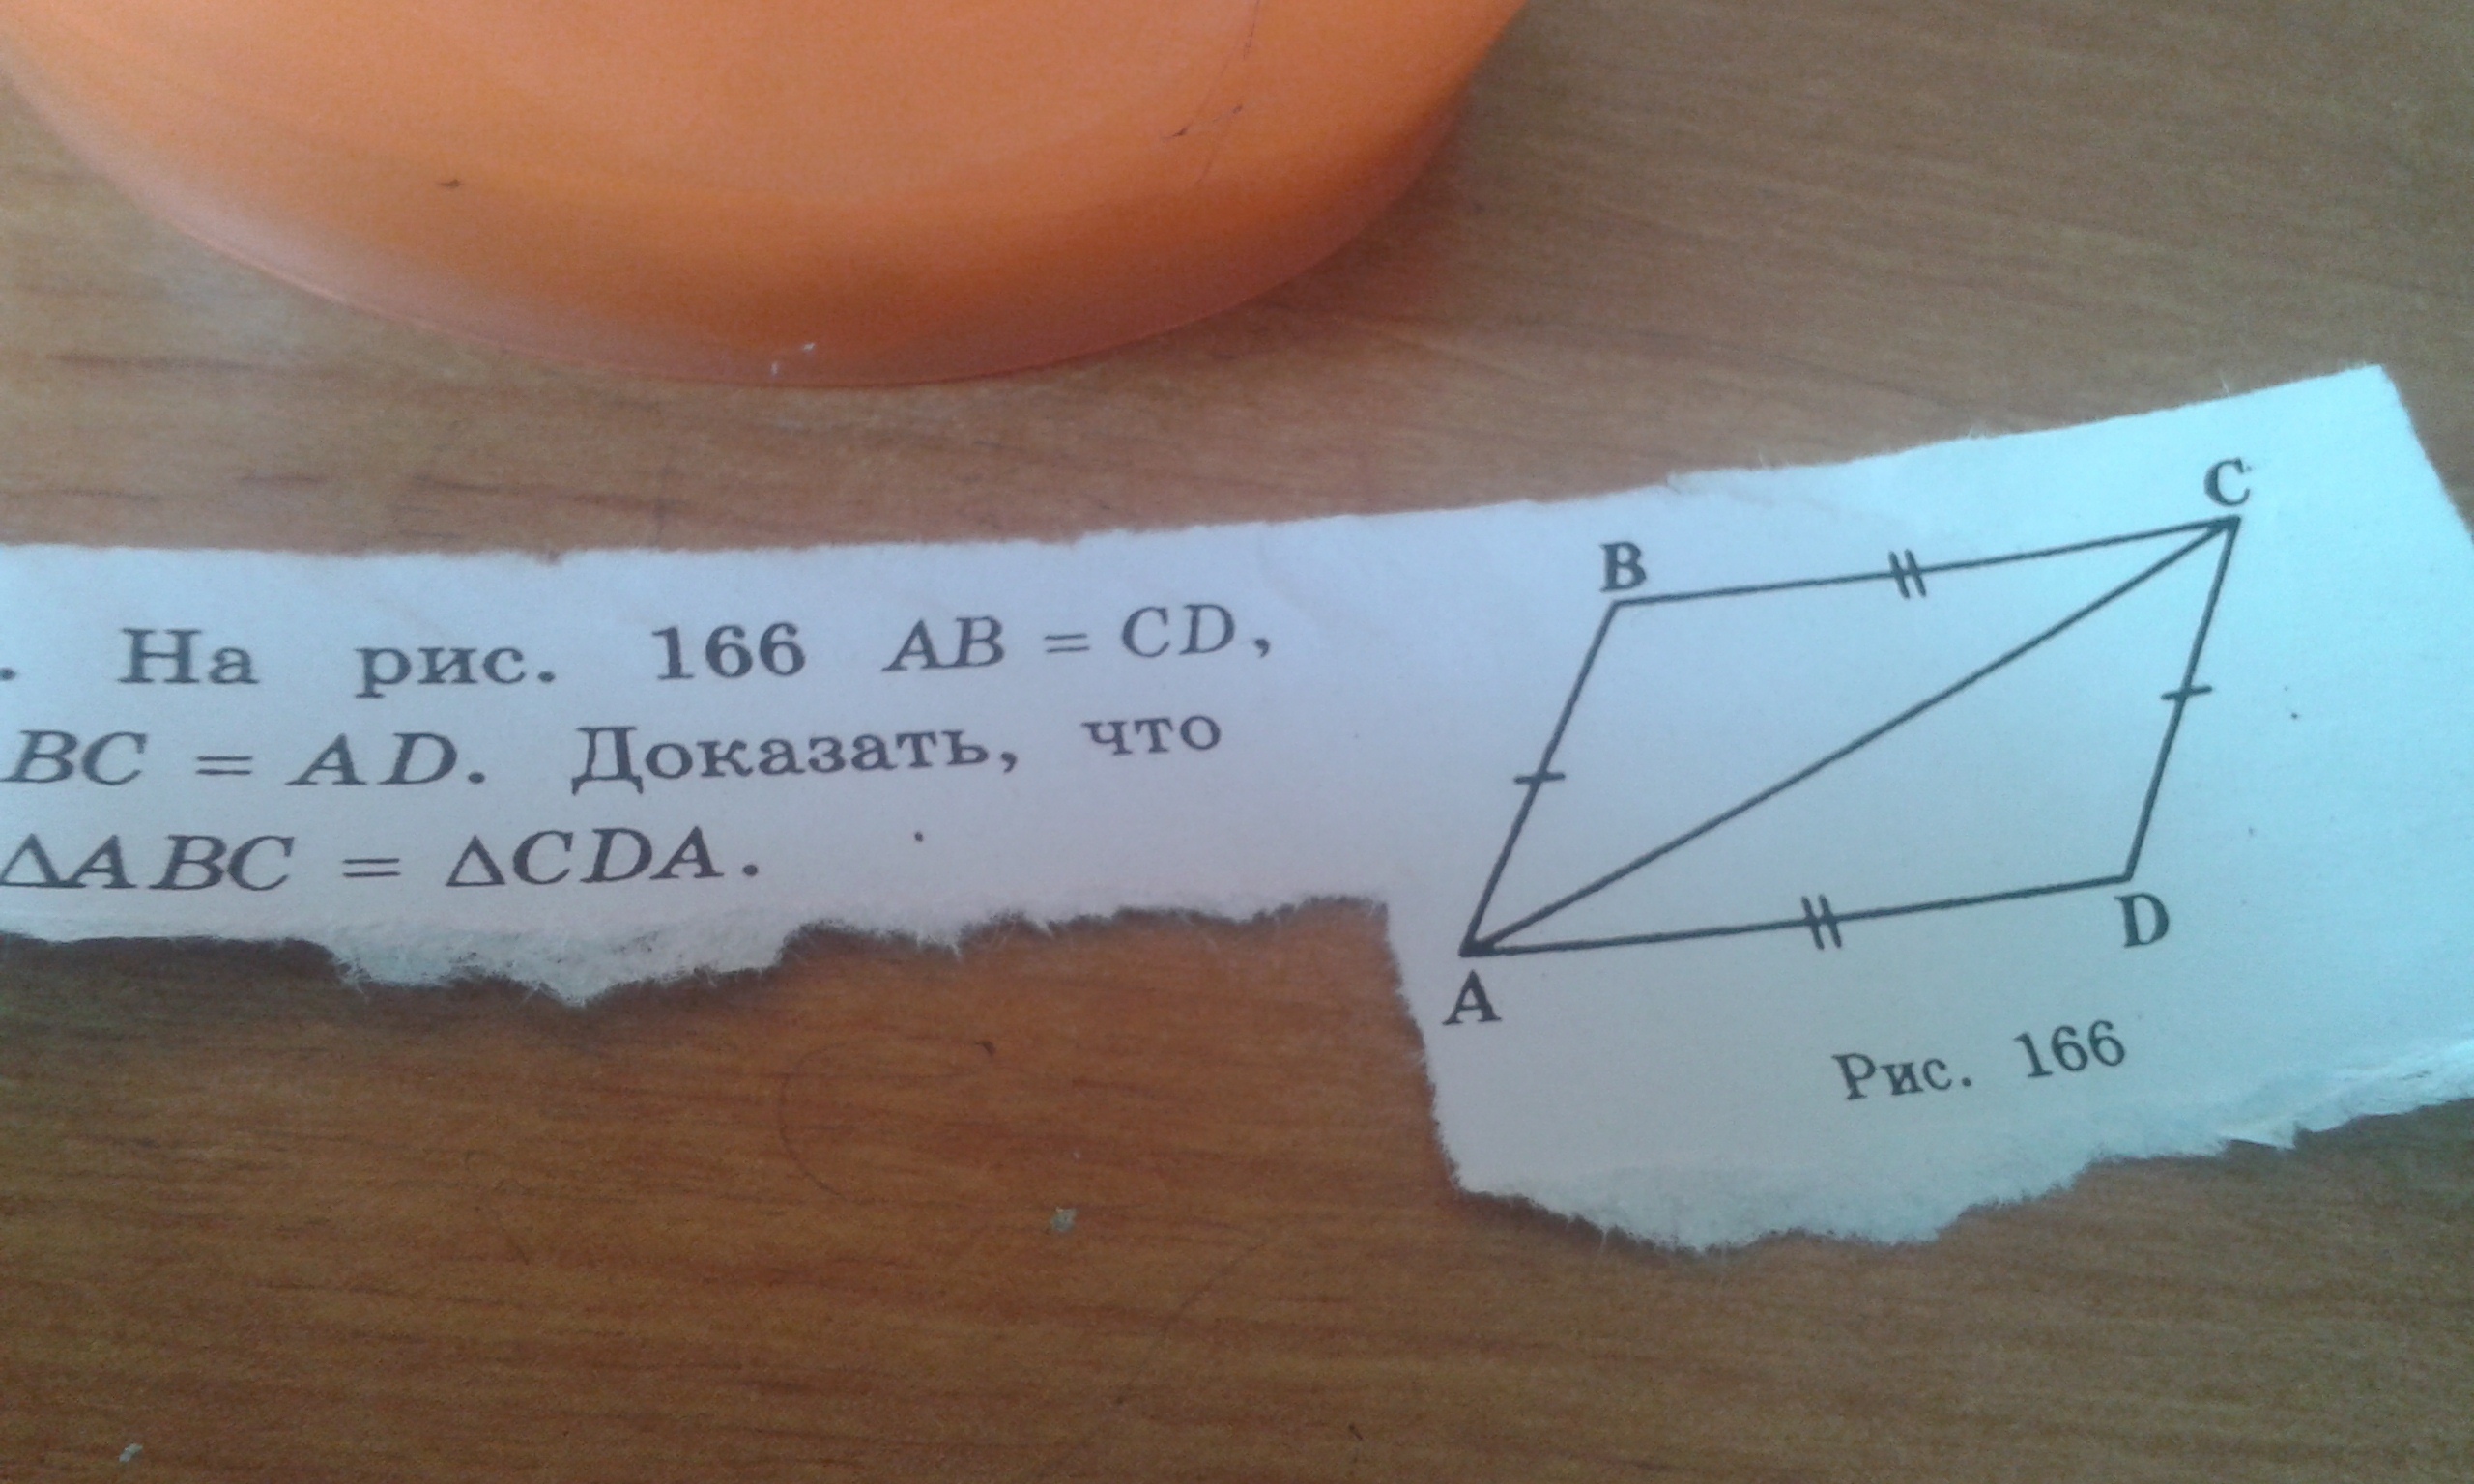 . На рис. 166 AB = CD,
BC = AD. Доказать, что
ΔABC = ΔCDA.
B
C
A
D
Рис. 166